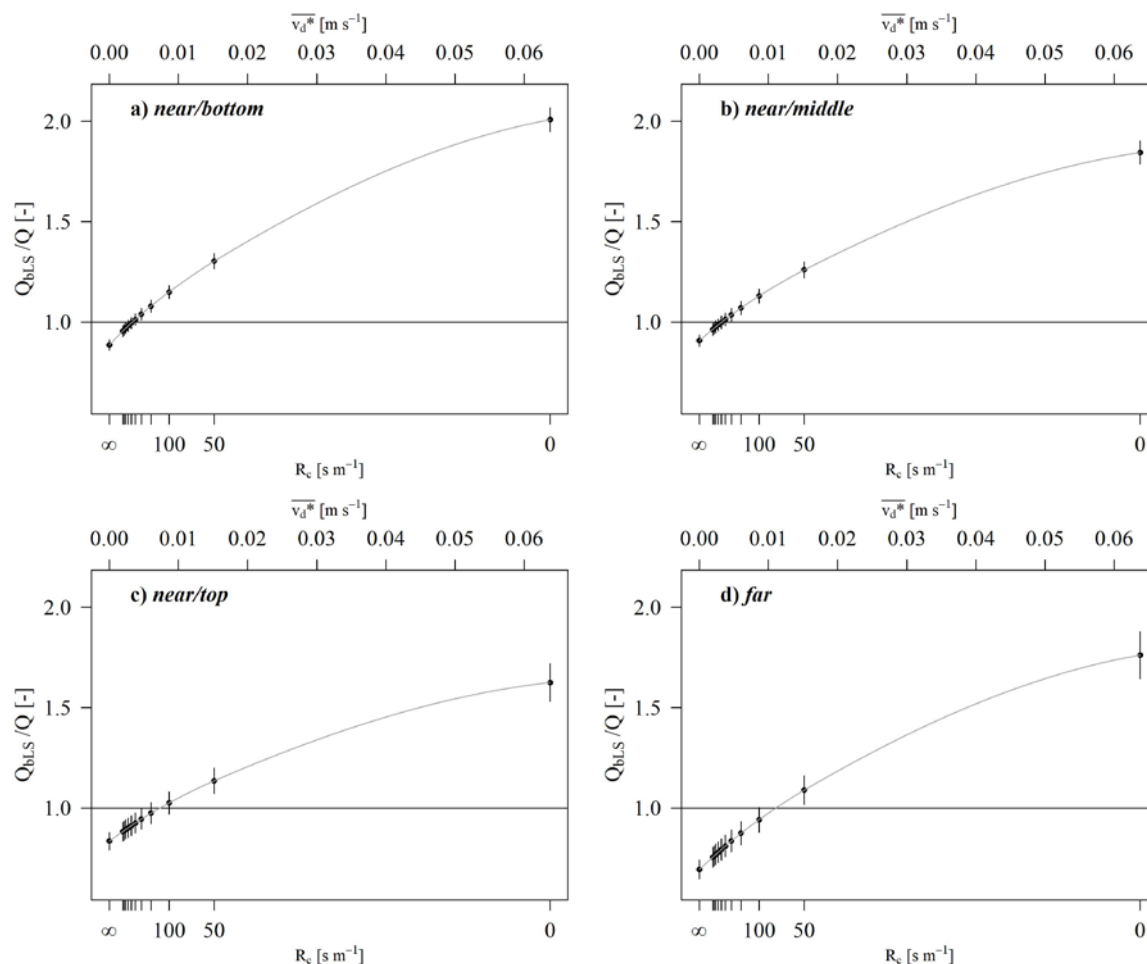 v_d* [m s⁻¹]
0.00 0.01 0.02 0.03 0.04 0.05 0.06
a) near/bottom
Q_bLS /Q [-]
2.0
1.5
1.0
∞ 100 50 0
R_c [s m⁻¹]
v_d* [m s⁻¹]
0.00 0.01 0.02 0.03 0.04 0.05 0.06
b) near/middle
Q_bLS /Q [-]
2.0
1.5
1.0
∞ 100 50 0
R_c [s m⁻¹]
v_d* [m s⁻¹]
0.00 0.01 0.02 0.03 0.04 0.05 0.06
c) near/top
Q_bLS /Q [-]
2.0
1.5
1.0
∞ 100 50 0
R_c [s m⁻¹]
v_d* [m s⁻¹]
0.00 0.01 0.02 0.03 0.04 0.05 0.06
d) far
Q_bLS /Q [-]
2.0
1.5
1.0
∞ 100 50 0
R_c [s m⁻¹]